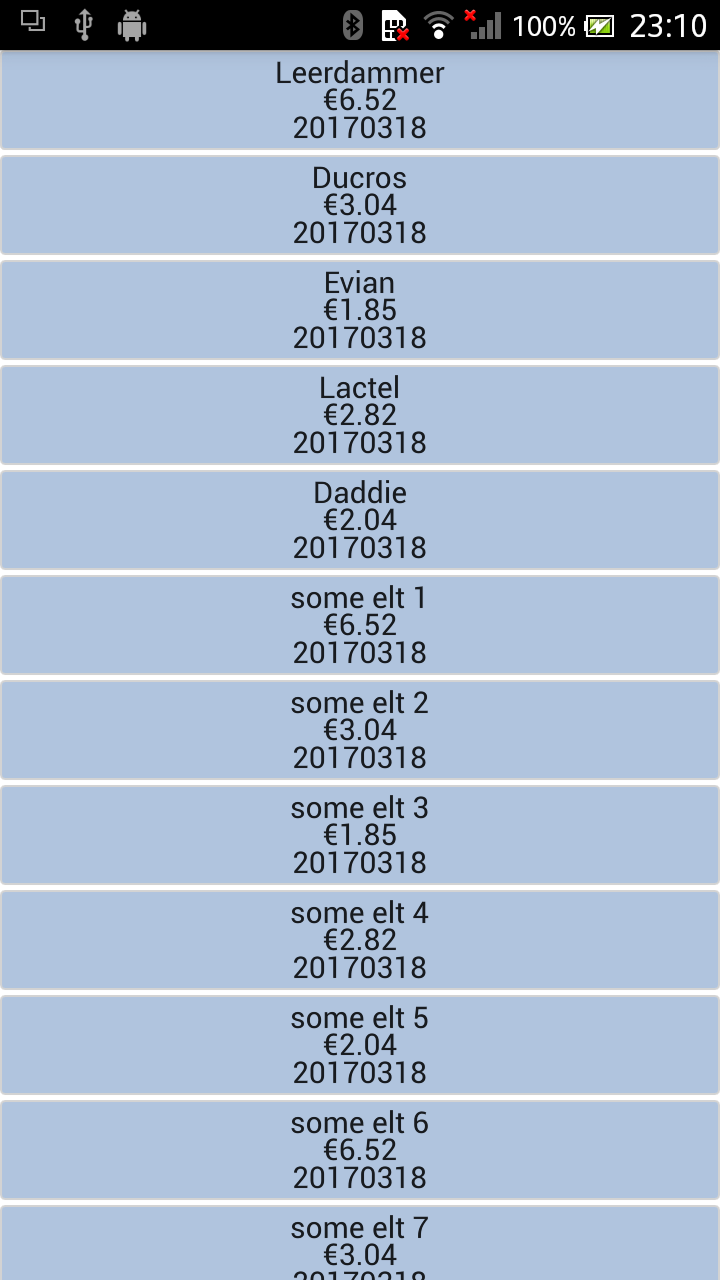 100% 23:10
Leerdammer
€6.52
20170318
Ducros
€3.04
20170318
Evian
€1.85
20170318
Lactel
€2.82
20170318
Daddie
€2.04
20170318
some elt 1
€6.52
20170318
some elt 2
€3.04
20170318
some elt 3
€1.85
20170318
some elt 4
€2.82
20170318
some elt 5
€2.04
20170318
some elt 6
€6.52
20170318
some elt 7
€3.04